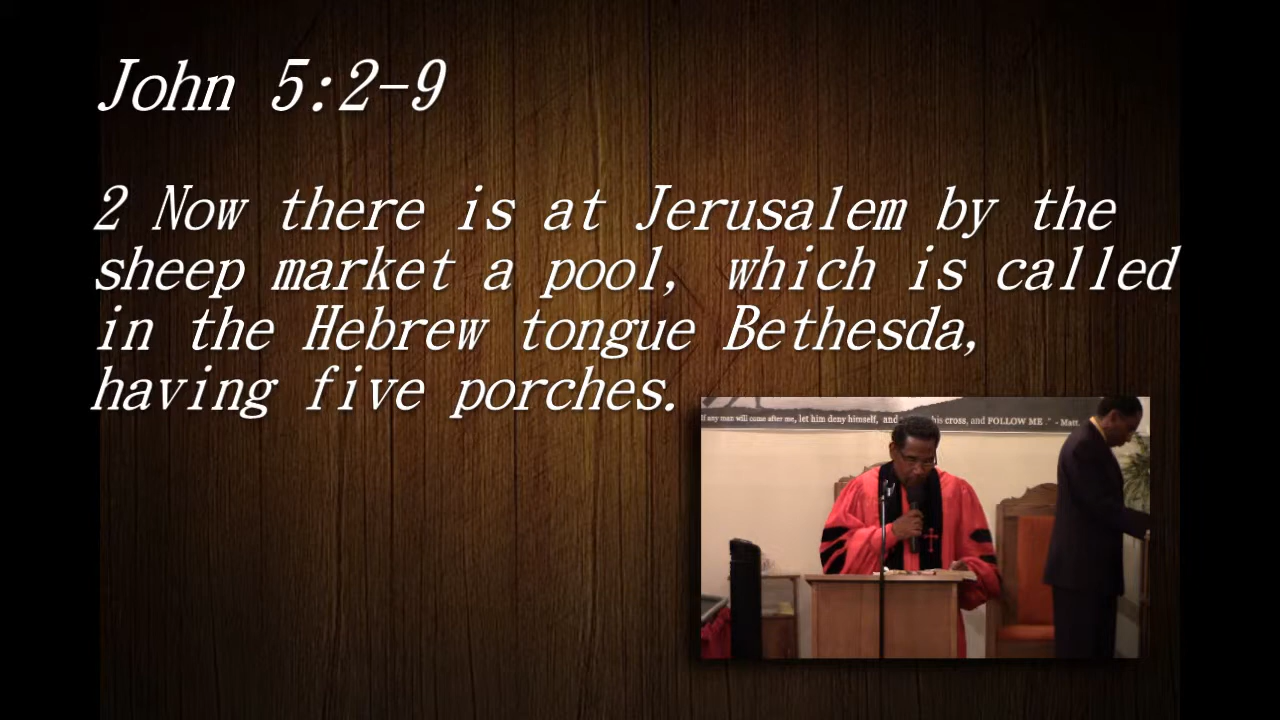 John 5:2-9
2 Now there is at Jerusalem by the
sheep market a pool, which is called
in the Hebrew tongue Bethesda,
having five porches.
If any man will come after me, let him deny himself, and his cross, and FOLLOW ME ." - Matt.